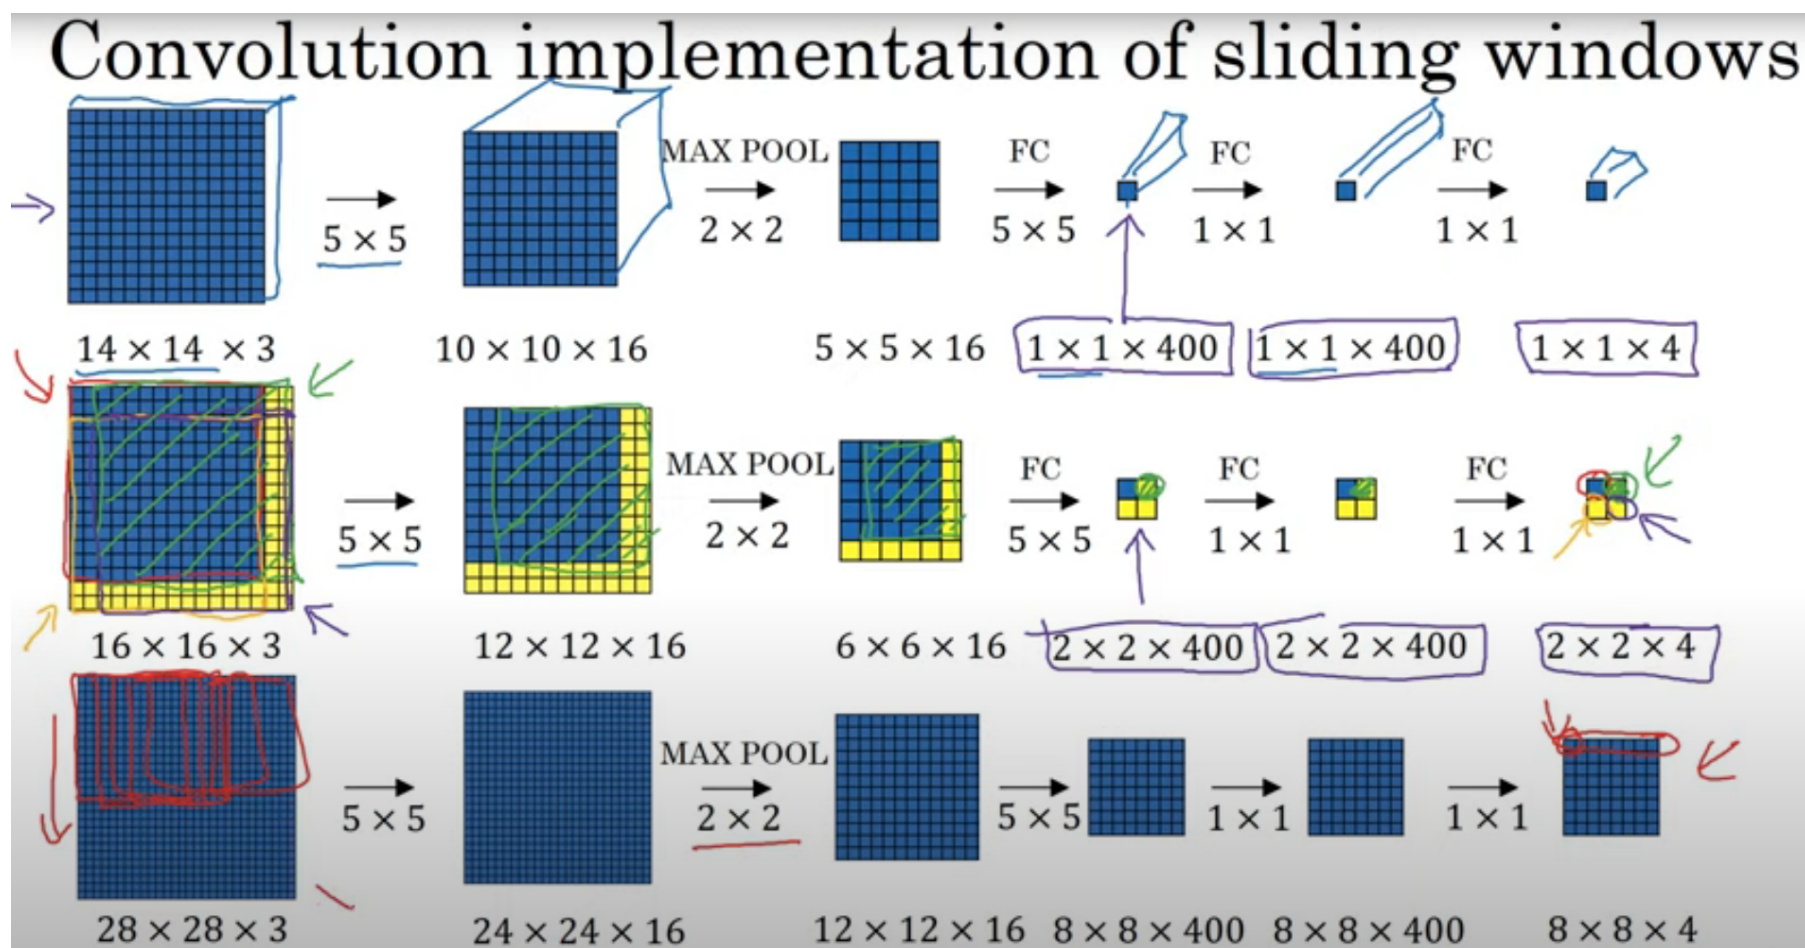 Convolution implementation of sliding windows
MAX POOL FC FC FC
5 × 5 2 × 2 5 × 5 1 × 1 1 × 1
14 × 14 × 3 10 × 10 × 16 5 × 5 × 16 1 × 1 × 400 1 × 1 × 400 1 × 1 × 4
MAX POOL FC FC FC
5 × 5 2 × 2 5 × 5 1 × 1 1 × 1
16 × 16 × 3 12 × 12 × 16 6 × 6 × 16 2 × 2 × 400 2 × 2 × 400 2 × 2 × 4
MAX POOL
5 × 5 2 × 2 5 × 5 1 × 1 1 × 1
28 × 28 × 3 24 × 24 × 16 12 × 12 × 16 8 × 8 × 400 8 × 8 × 400 8 × 8 × 4